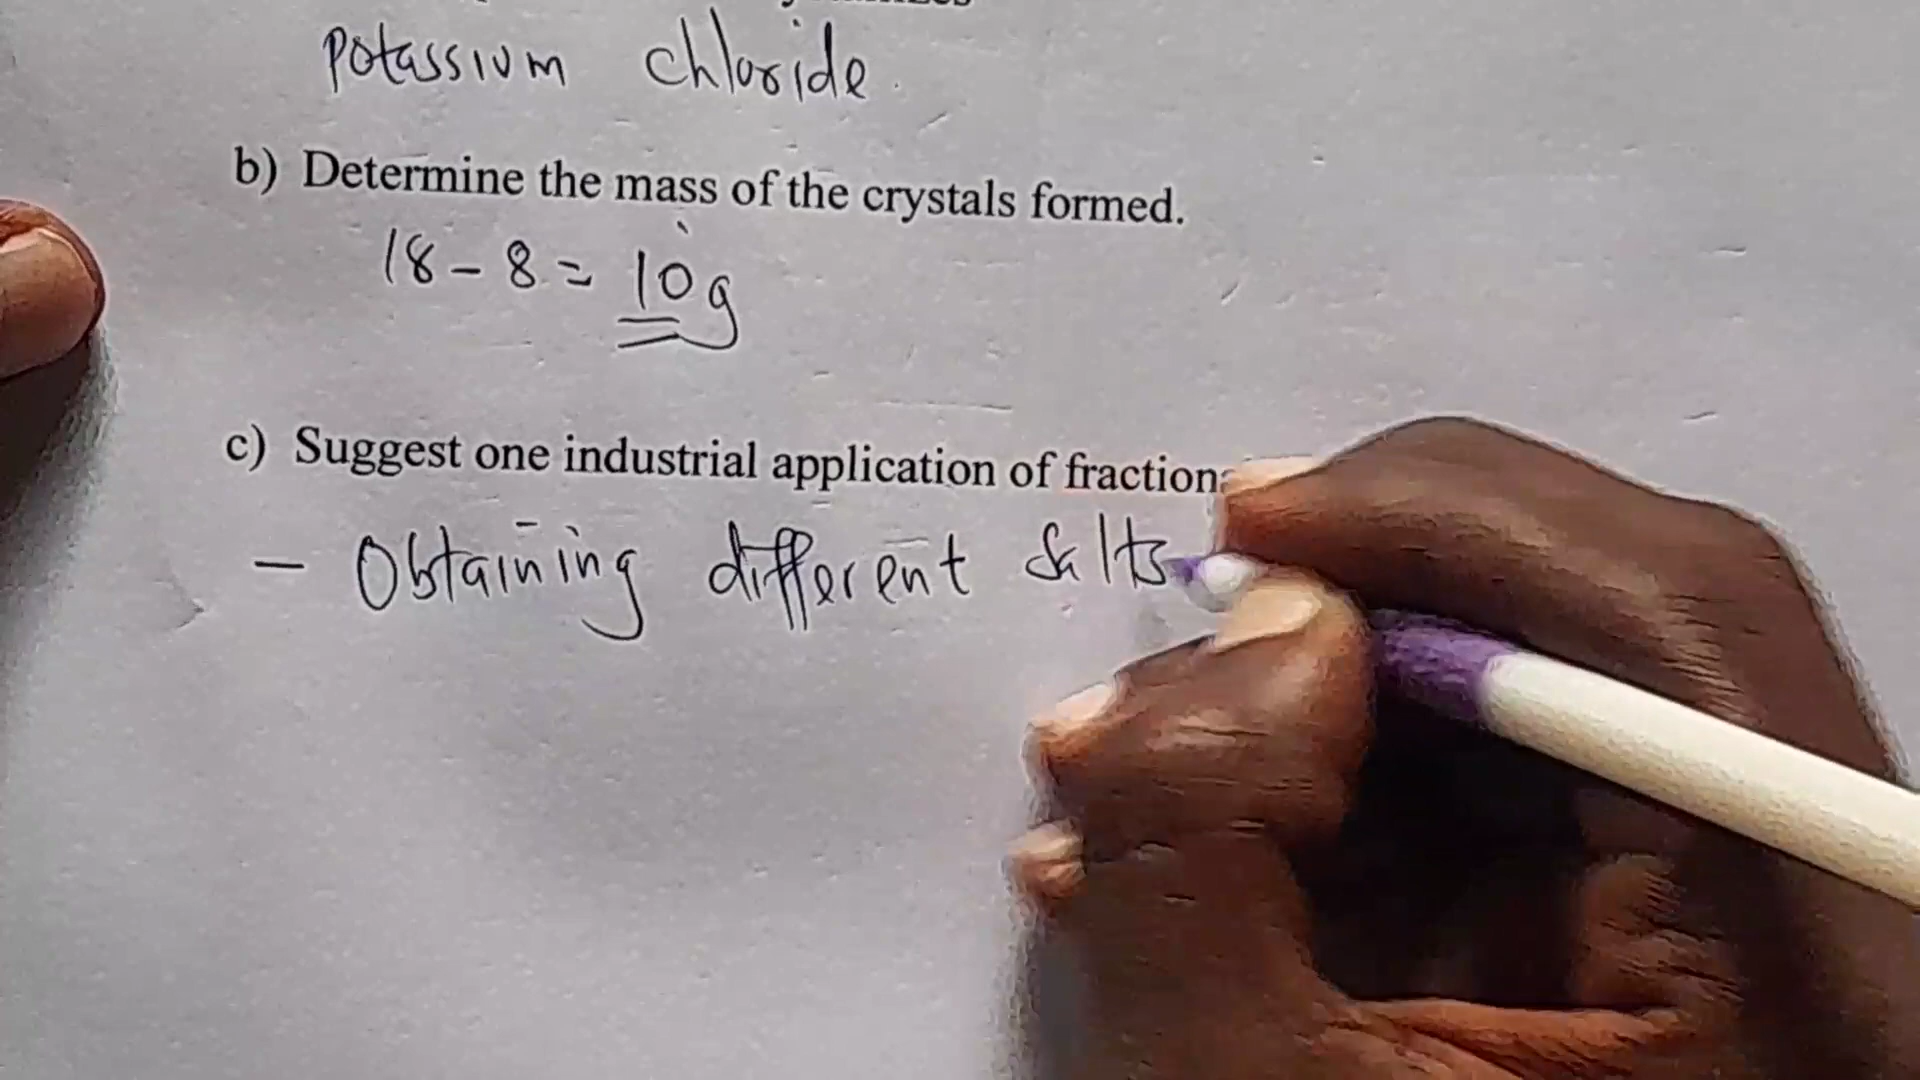 potassium chloride.
b) Determine the mass of the crystals formed.
18 - 8 = 10g
c) Suggest one industrial application of
- Obtaining different salts